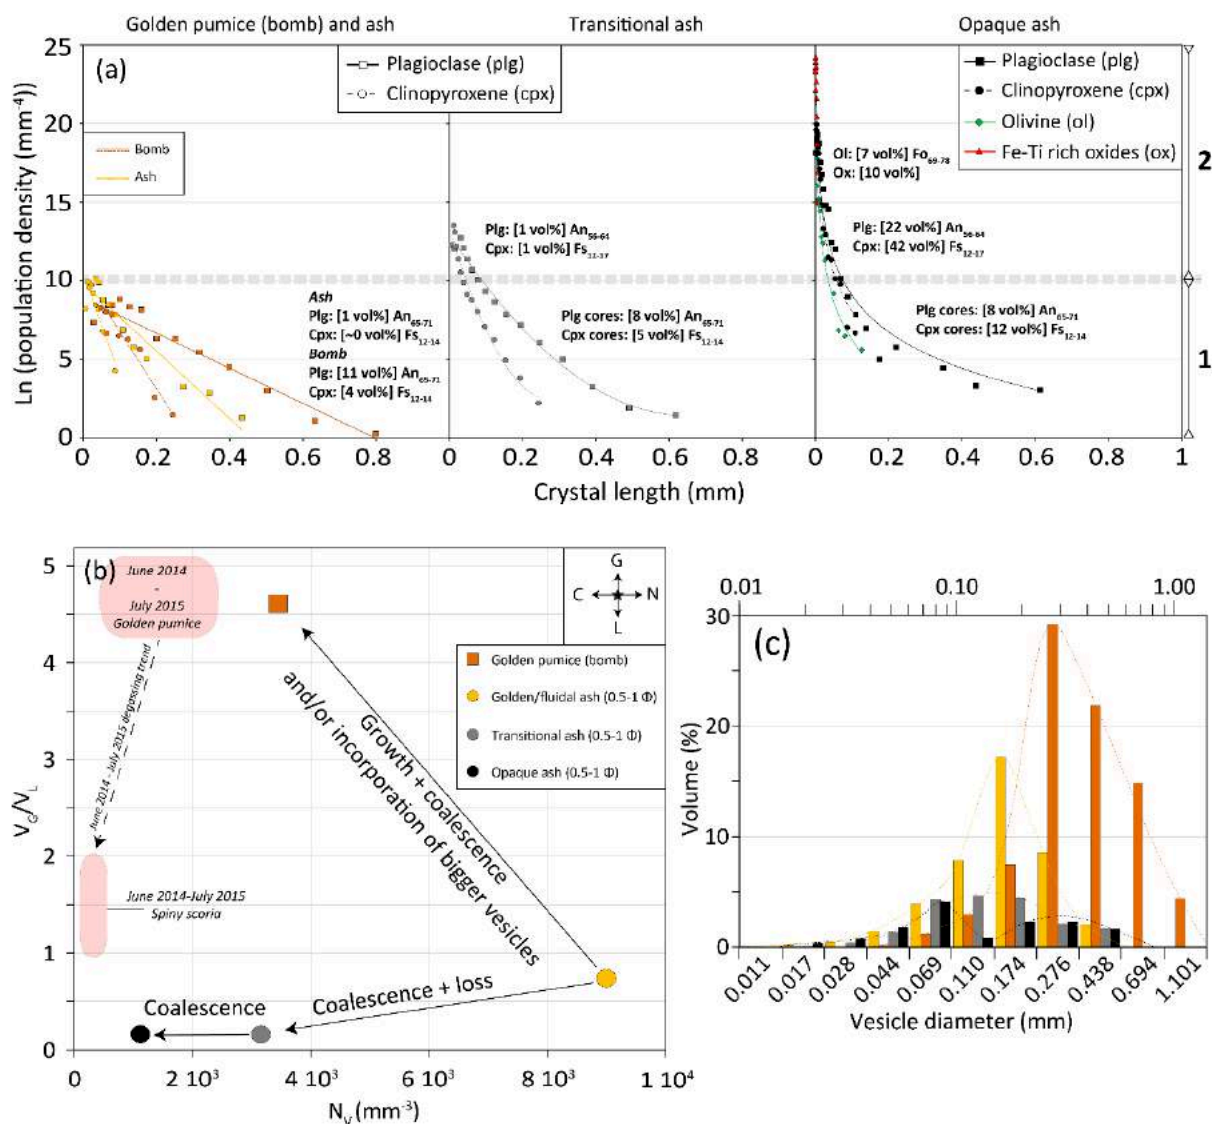 Golden pumice (bomb) and ash
Transitional ash
Opaque ash
(a)
Ln (population density (mm⁻⁴)
25
20
15
10
5
0
Plagioclase (plg)
Clinopyroxene (cpx)
Bomb
Ash
Ash
Plg: [1 vol%] An₆₅₋₇₁
Cpx: [~0 vol%] Fs₁₂₋₁₄
Bomb
Plg: [11 vol%] An₆₅₋₇₁
Cpx: [4 vol%] Fs₁₂₋₁₄
Plg: [1 vol%] An₅₆₋₆₄
Cpx: [1 vol%] Fs₁₂₋₁₇
Plg cores: [8 vol%] An₆₅₋₇₁
Cpx cores: [5 vol%] Fs₁₂₋₁₄
Plagioclase (plg)
Clinopyroxene (cpx)
Olivine (ol)
Fe-Ti rich oxides (ox)
Ol: [7 vol%] Fo₆₉₋₇₈
Ox: [10 vol%]
Plg: [22 vol%] An₅₆₋₆₄
Cpx: [42 vol%] Fs₁₂₋₁₇
Plg cores: [8 vol%] An₆₅₋₇₁
Cpx cores: [12 vol%] Fs₁₂₋₁₄
2
1
0 0.2 0.4 0.6 0.8 0 0.2 0.4 0.6 0.8 0 0.2 0.4 0.6 0.8 1
Crystal length (mm)
(b)
V_G/V_L
5
4
3
2
1
0
June 2014
-
July 2015
Golden pumice
June 2014 - July 2015 degassing trend
June 2014-July 2015
Spiny scoria
G
C N
L
Golden pumice (bomb)
Golden/fluidal ash (0.5-1 Φ)
Transitional ash (0.5-1 Φ)
Opaque ash (0.5-1 Φ)
Growth + coalescence
and/or incorporation of bigger vesicles
Coalescence + loss
Coalescence
0 2 10³ 4 10³ 6 10³ 8 10³ 1 10⁴
N_V (mm⁻³)
(c)
0.01 0.10 1.00
Volume (%)
30
20
10
0
0.011 0.017 0.028 0.044 0.069 0.110 0.174 0.276 0.438 0.694 1.101
Vesicle diameter (mm)